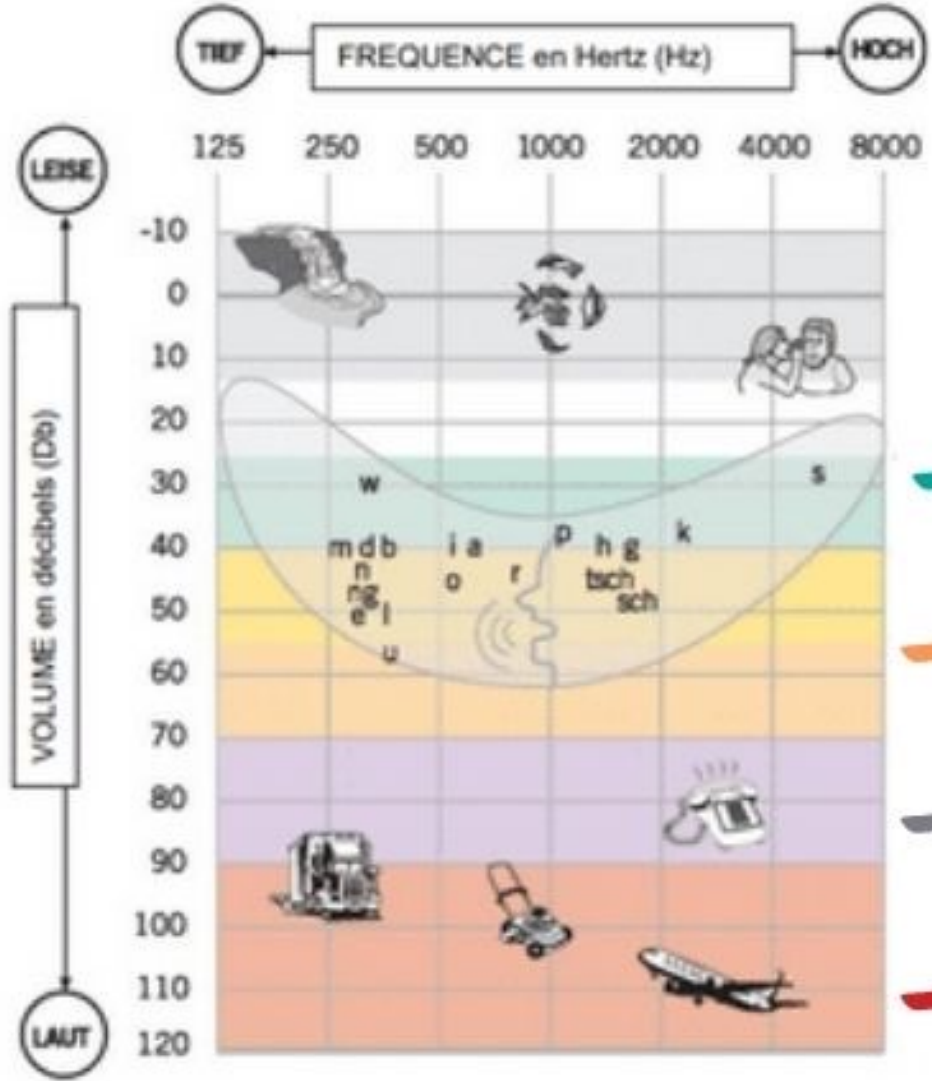 TIEF FREQUENCE en Hertz (Hz) HOCH
125 250 500 1000 2000 4000 8000
LEISE
-10
0
10
20
30
40
50
60
70
80
90
100
110
120
VOLUME en décibels (Db)
LAUT
w s
p k
m d b i a h g
n o r tsch
ng sch
e l
u